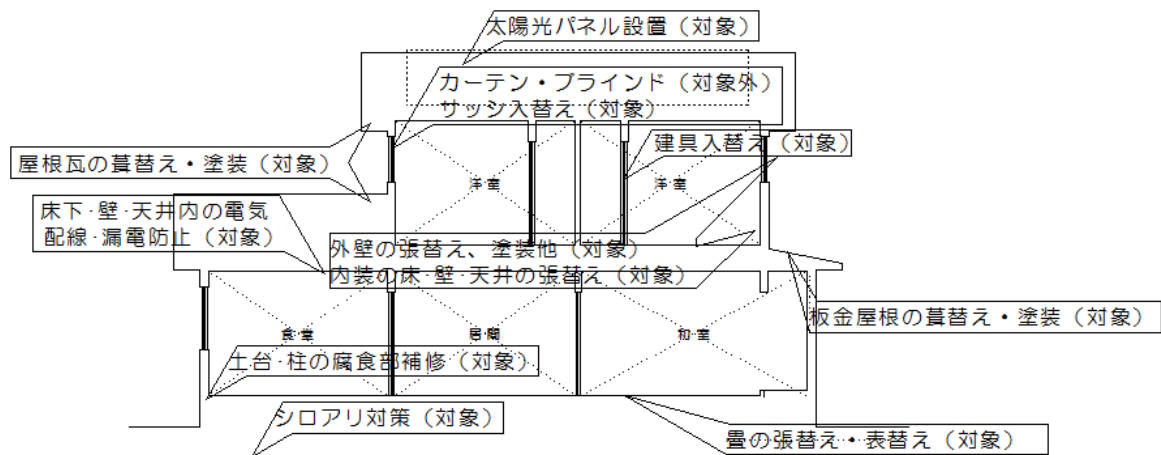 太陽光パネル設置（対象）
カーテン・ブラインド（対象外）
サッシ入替え（対象）
建具入替え（対象）
屋根瓦の葺替え・塗装（対象）
洋室
洋室
床下･壁･天井内の電気
配線･漏電防止（対象）
外壁の張替え、塗装他（対象）
内装の床･壁･天井の張替え（対象）
板金屋根の葺替え・塗装（対象）
食堂
居間
和室
土台･柱の腐食部補修（対象）
シロアリ対策（対象）
畳の張替え・表替え（対象）